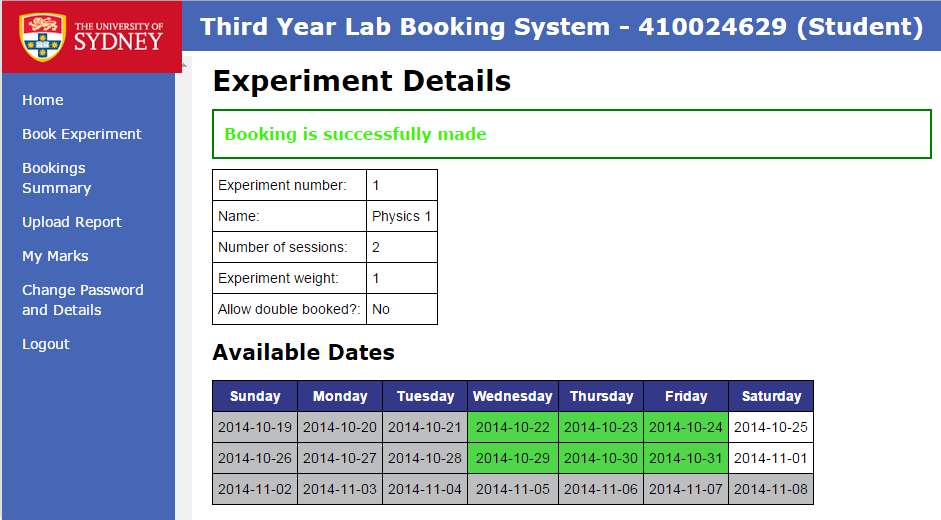 THE UNIVERSITY OF
SYDNEY
Third Year Lab Booking System - 410024629 (Student)
Home
Book Experiment
Bookings
Summary
Upload Report
My Marks
Change Password
and Details
Logout
Experiment Details
Booking is successfully made
Experiment number: 1
Name: Physics 1
Number of sessions: 2
Experiment weight: 1
Allow double booked?: No
Available Dates
Sunday Monday Tuesday Wednesday Thursday Friday Saturday
2014-10-19 2014-10-20 2014-10-21 2014-10-22 2014-10-23 2014-10-24 2014-10-25
2014-10-26 2014-10-27 2014-10-28 2014-10-29 2014-10-30 2014-10-31 2014-11-01
2014-11-02 2014-11-03 2014-11-04 2014-11-05 2014-11-06 2014-11-07 2014-11-08